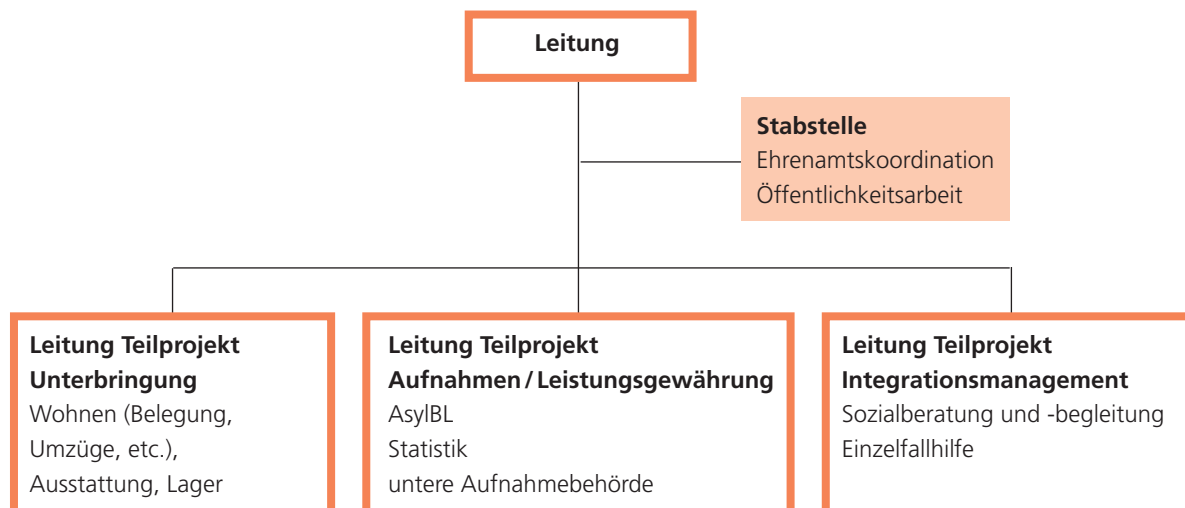 Leitung
Stabstelle
Ehrenamtskoordination
Öffentlichkeitsarbeit
Leitung Teilprojekt
Unterbringung
Wohnen (Belegung,
Umzüge, etc.),
Ausstattung, Lager
Leitung Teilprojekt
Aufnahmen / Leistungsgewährung
AsylBL
Statistik
untere Aufnahmebehörde
Leitung Teilprojekt
Integrationsmanagement
Sozialberatung und -begleitung
Einzelfallhilfe